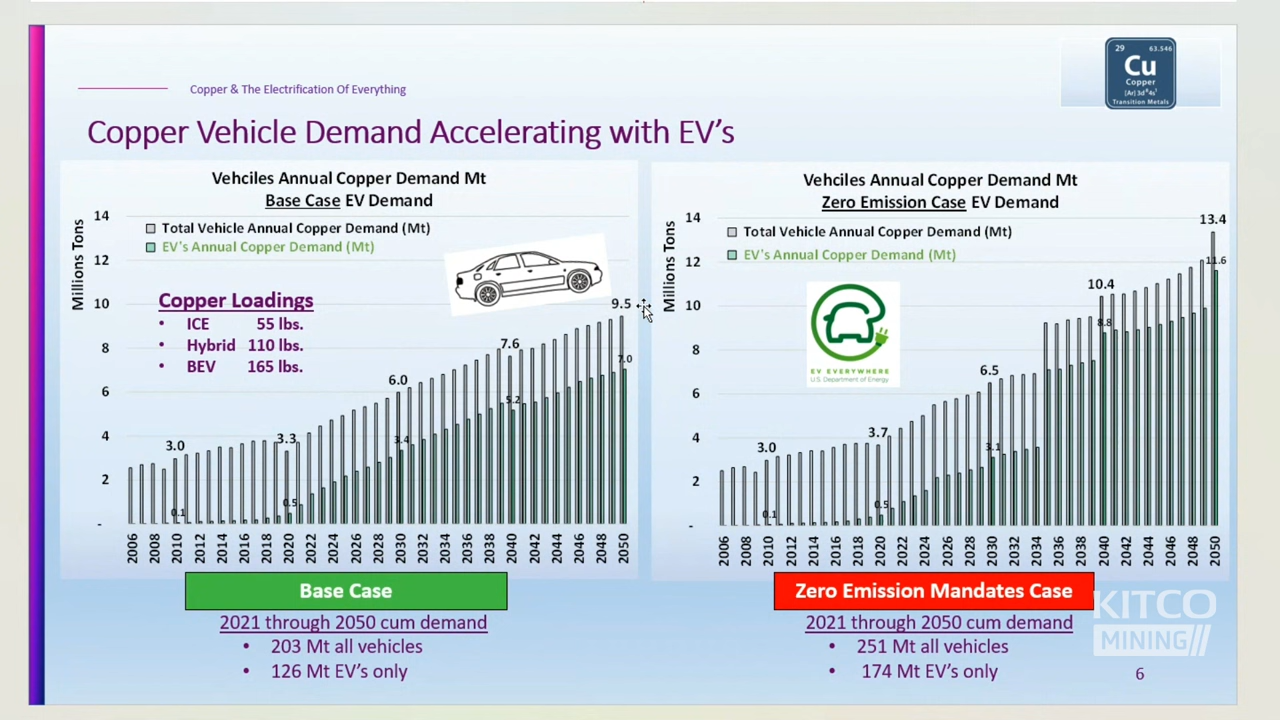 29 63.546
Cu
Copper
[Ar] 3d¹⁰4s¹
Transition Metals
Copper & The Electrification Of Everything
Copper Vehicle Demand Accelerating with EV's
Vehciles Annual Copper Demand Mt
Base Case EV Demand
Millions Tons
14
12
10
8
6
4
2
-
Total Vehicle Annual Copper Demand (Mt)
EV's Annual Copper Demand (Mt)
Copper Loadings
• ICE 55 lbs.
• Hybrid 110 lbs.
• BEV 165 lbs.
3.0
0.1
3.3
0.5
6.0
3.4
7.6
5.2
9.5
7.0
2006 2008 2010 2012 2014 2016 2018 2020 2022 2024 2026 2028 2030 2032 2034 2036 2038 2040 2042 2044 2046 2048 2050
Base Case
2021 through 2050 cum demand
• 203 Mt all vehicles
• 126 Mt EV's only
Vehciles Annual Copper Demand Mt
Zero Emission Case EV Demand
Millions Tons
14
12
10
8
6
4
2
-
Total Vehicle Annual Copper Demand (Mt)
EV's Annual Copper Demand (Mt)
EV EVERYWHERE
U.S. Department of Energy
3.0
0.1
3.7
0.5
6.5
3.1
10.4
8.8
13.4
11.6
2006 2008 2010 2012 2014 2016 2018 2020 2022 2024 2026 2028 2030 2032 2034 2036 2038 2040 2042 2044 2046 2048 2050
Zero Emission Mandates Case
2021 through 2050 cum demand
• 251 Mt all vehicles
• 174 Mt EV's only
KITCO
MINING//
6